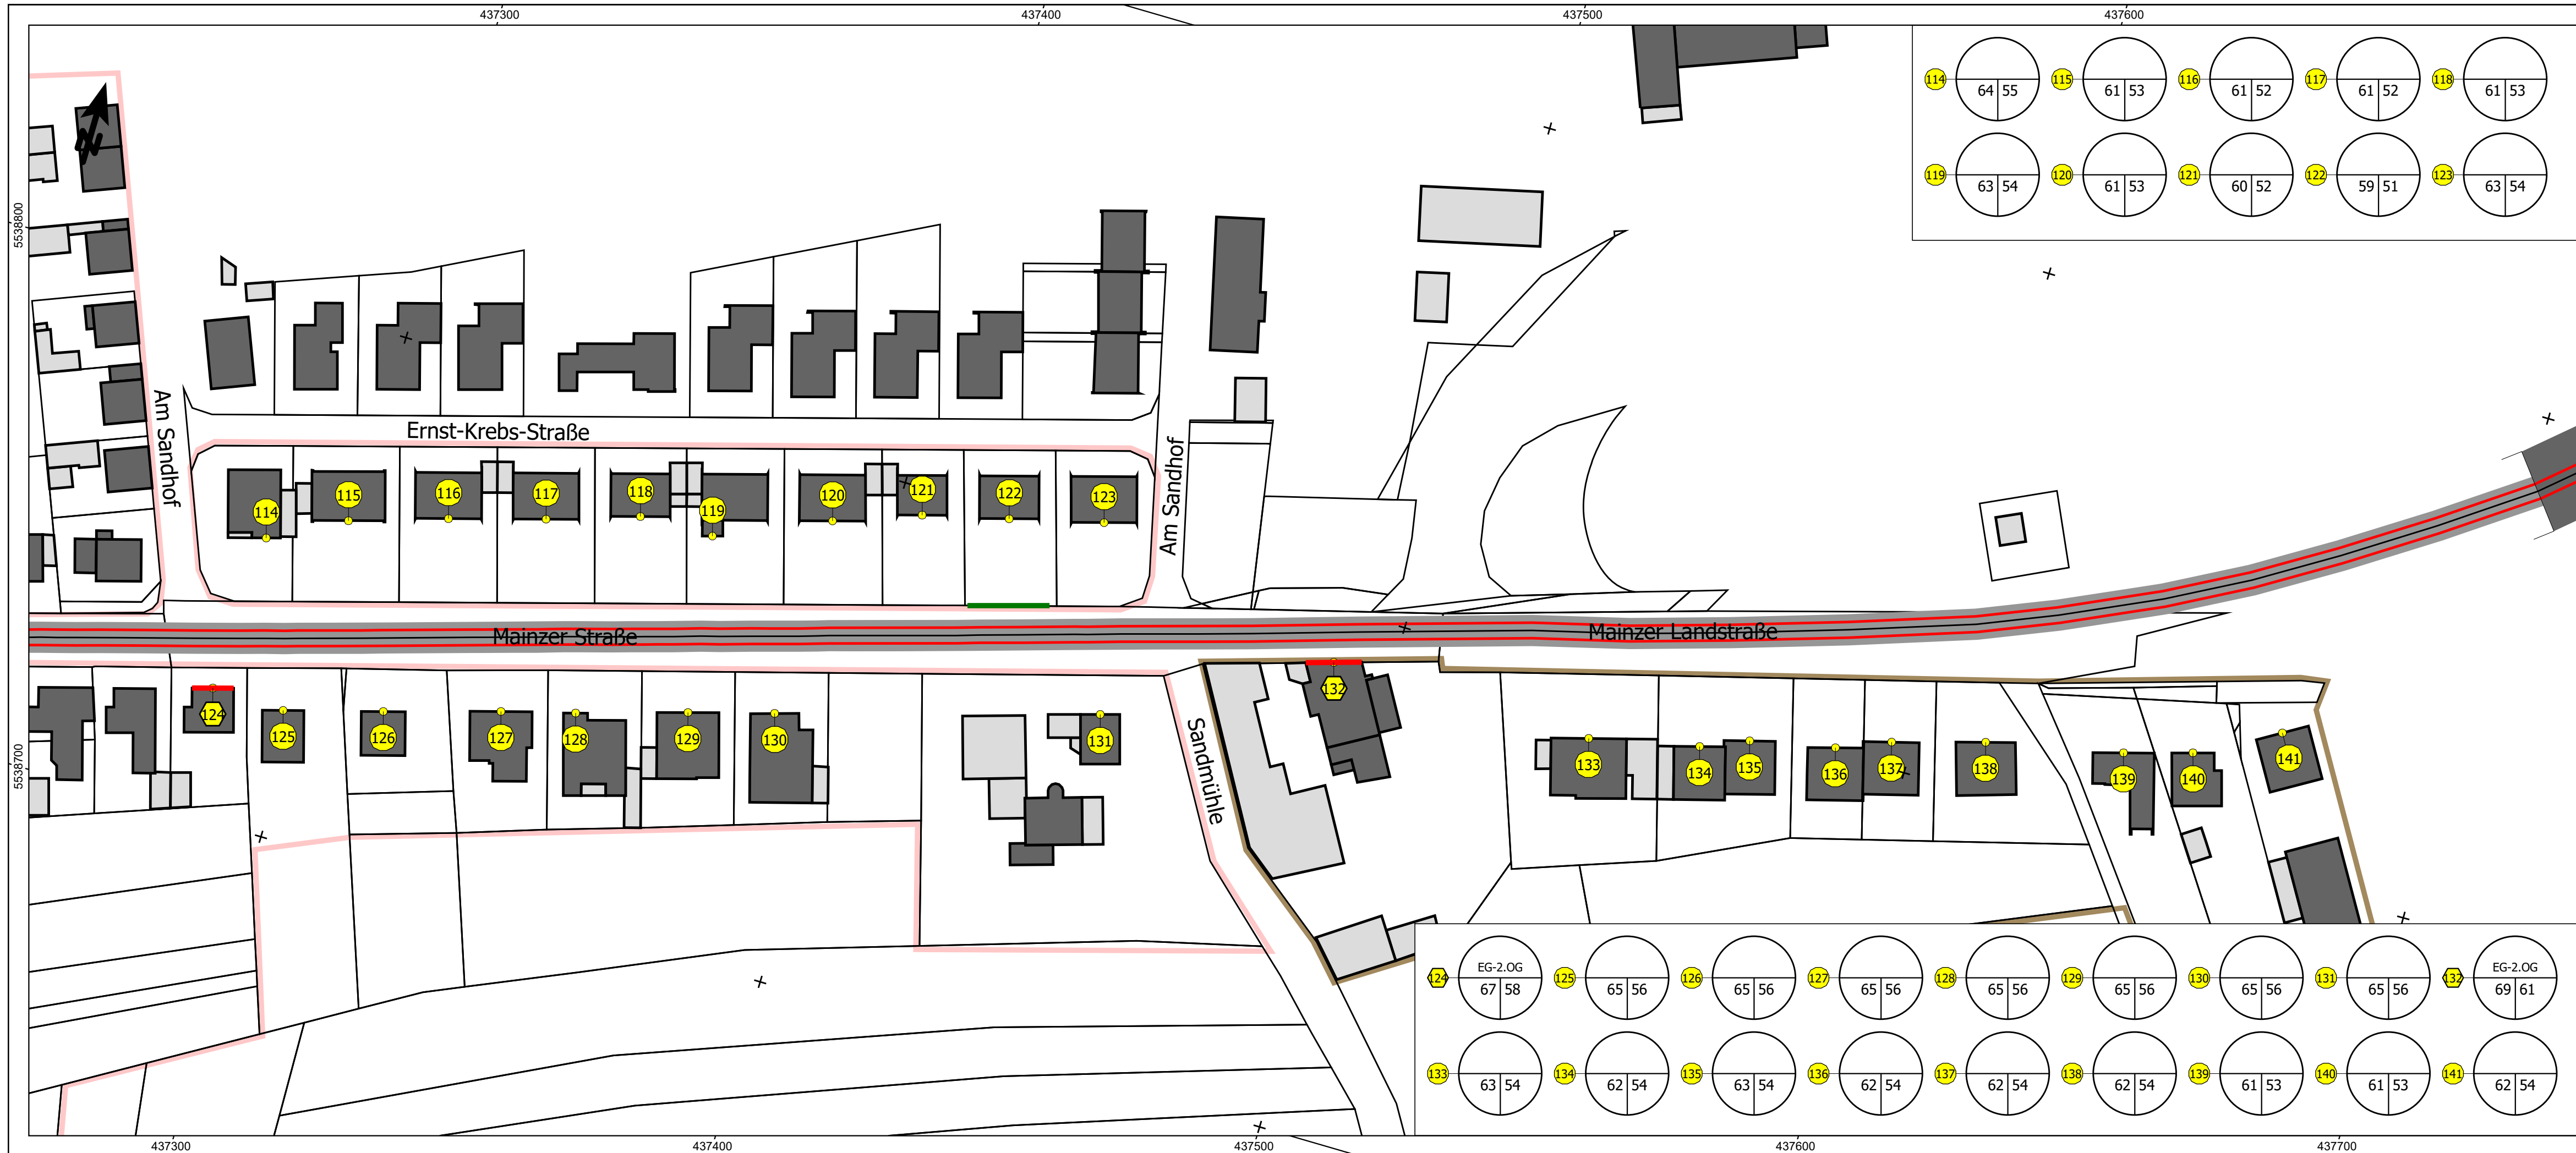 437300 437400 437500 437600
114 64 55 115 61 53 116 61 52 117 61 52 118 61 53
119 63 54 120 61 53 121 60 52 122 59 51 123 63 54
N
5538800
Am Sandhof
Ernst-Krebs-Straße
Am Sandhof
114 115 116 117 118 119 120 121 122 123
Mainzer Straße
Mainzer Landstraße
5538700
124 125 126 127 128 129 130 131 132 133 134 135 136 137 138 139 140 141
Sandmühle
EG-2.OG EG-2.OG
124 67 58 125 65 56 126 65 56 127 65 56 128 65 56 129 65 56 130 65 56 131 65 56 132 69 61
133 63 54 134 62 54 135 63 54 136 62 54 137 62 54 138 62 54 139 61 53 140 61 53 141 62 54
437300 437400 437500 437600 437700